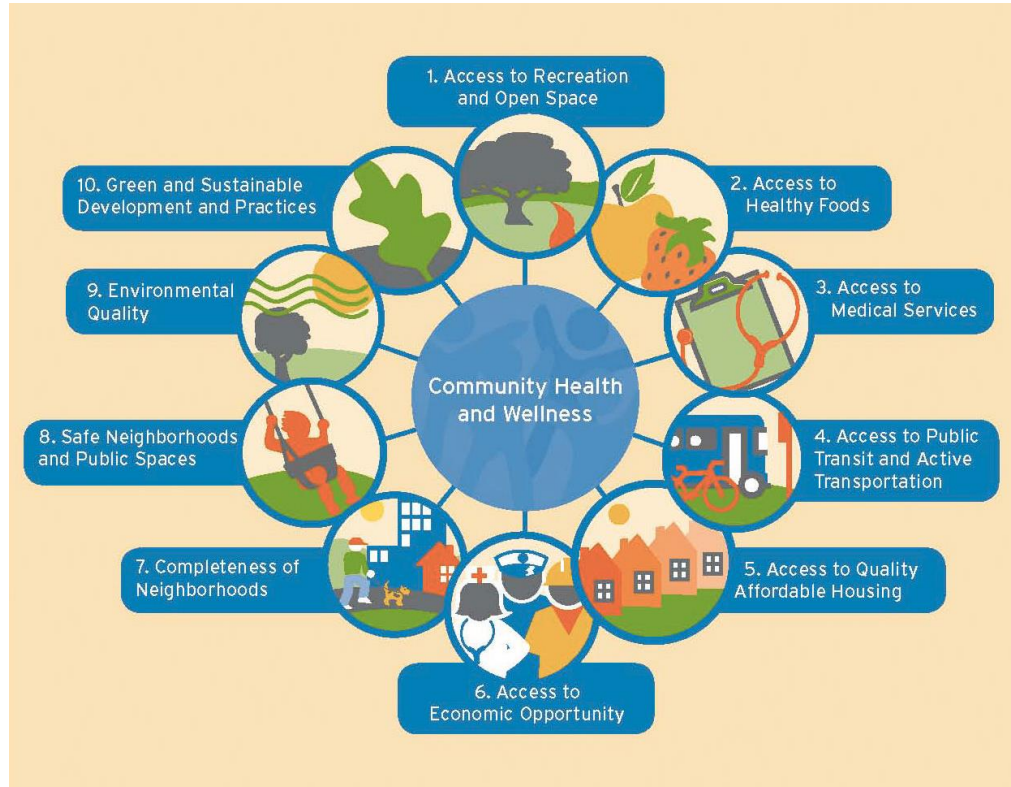 1. Access to Recreation
and Open Space
2. Access to
Healthy Foods
3. Access to
Medical Services
4. Access to Public
Transit and Active
Transportation
5. Access to Quality
Affordable Housing
6. Access to
Economic Opportunity
7. Completeness of
Neighborhoods
8. Safe Neighborhoods
and Public Spaces
9. Environmental
Quality
10. Green and Sustainable
Development and Practices
Community Health
and Wellness